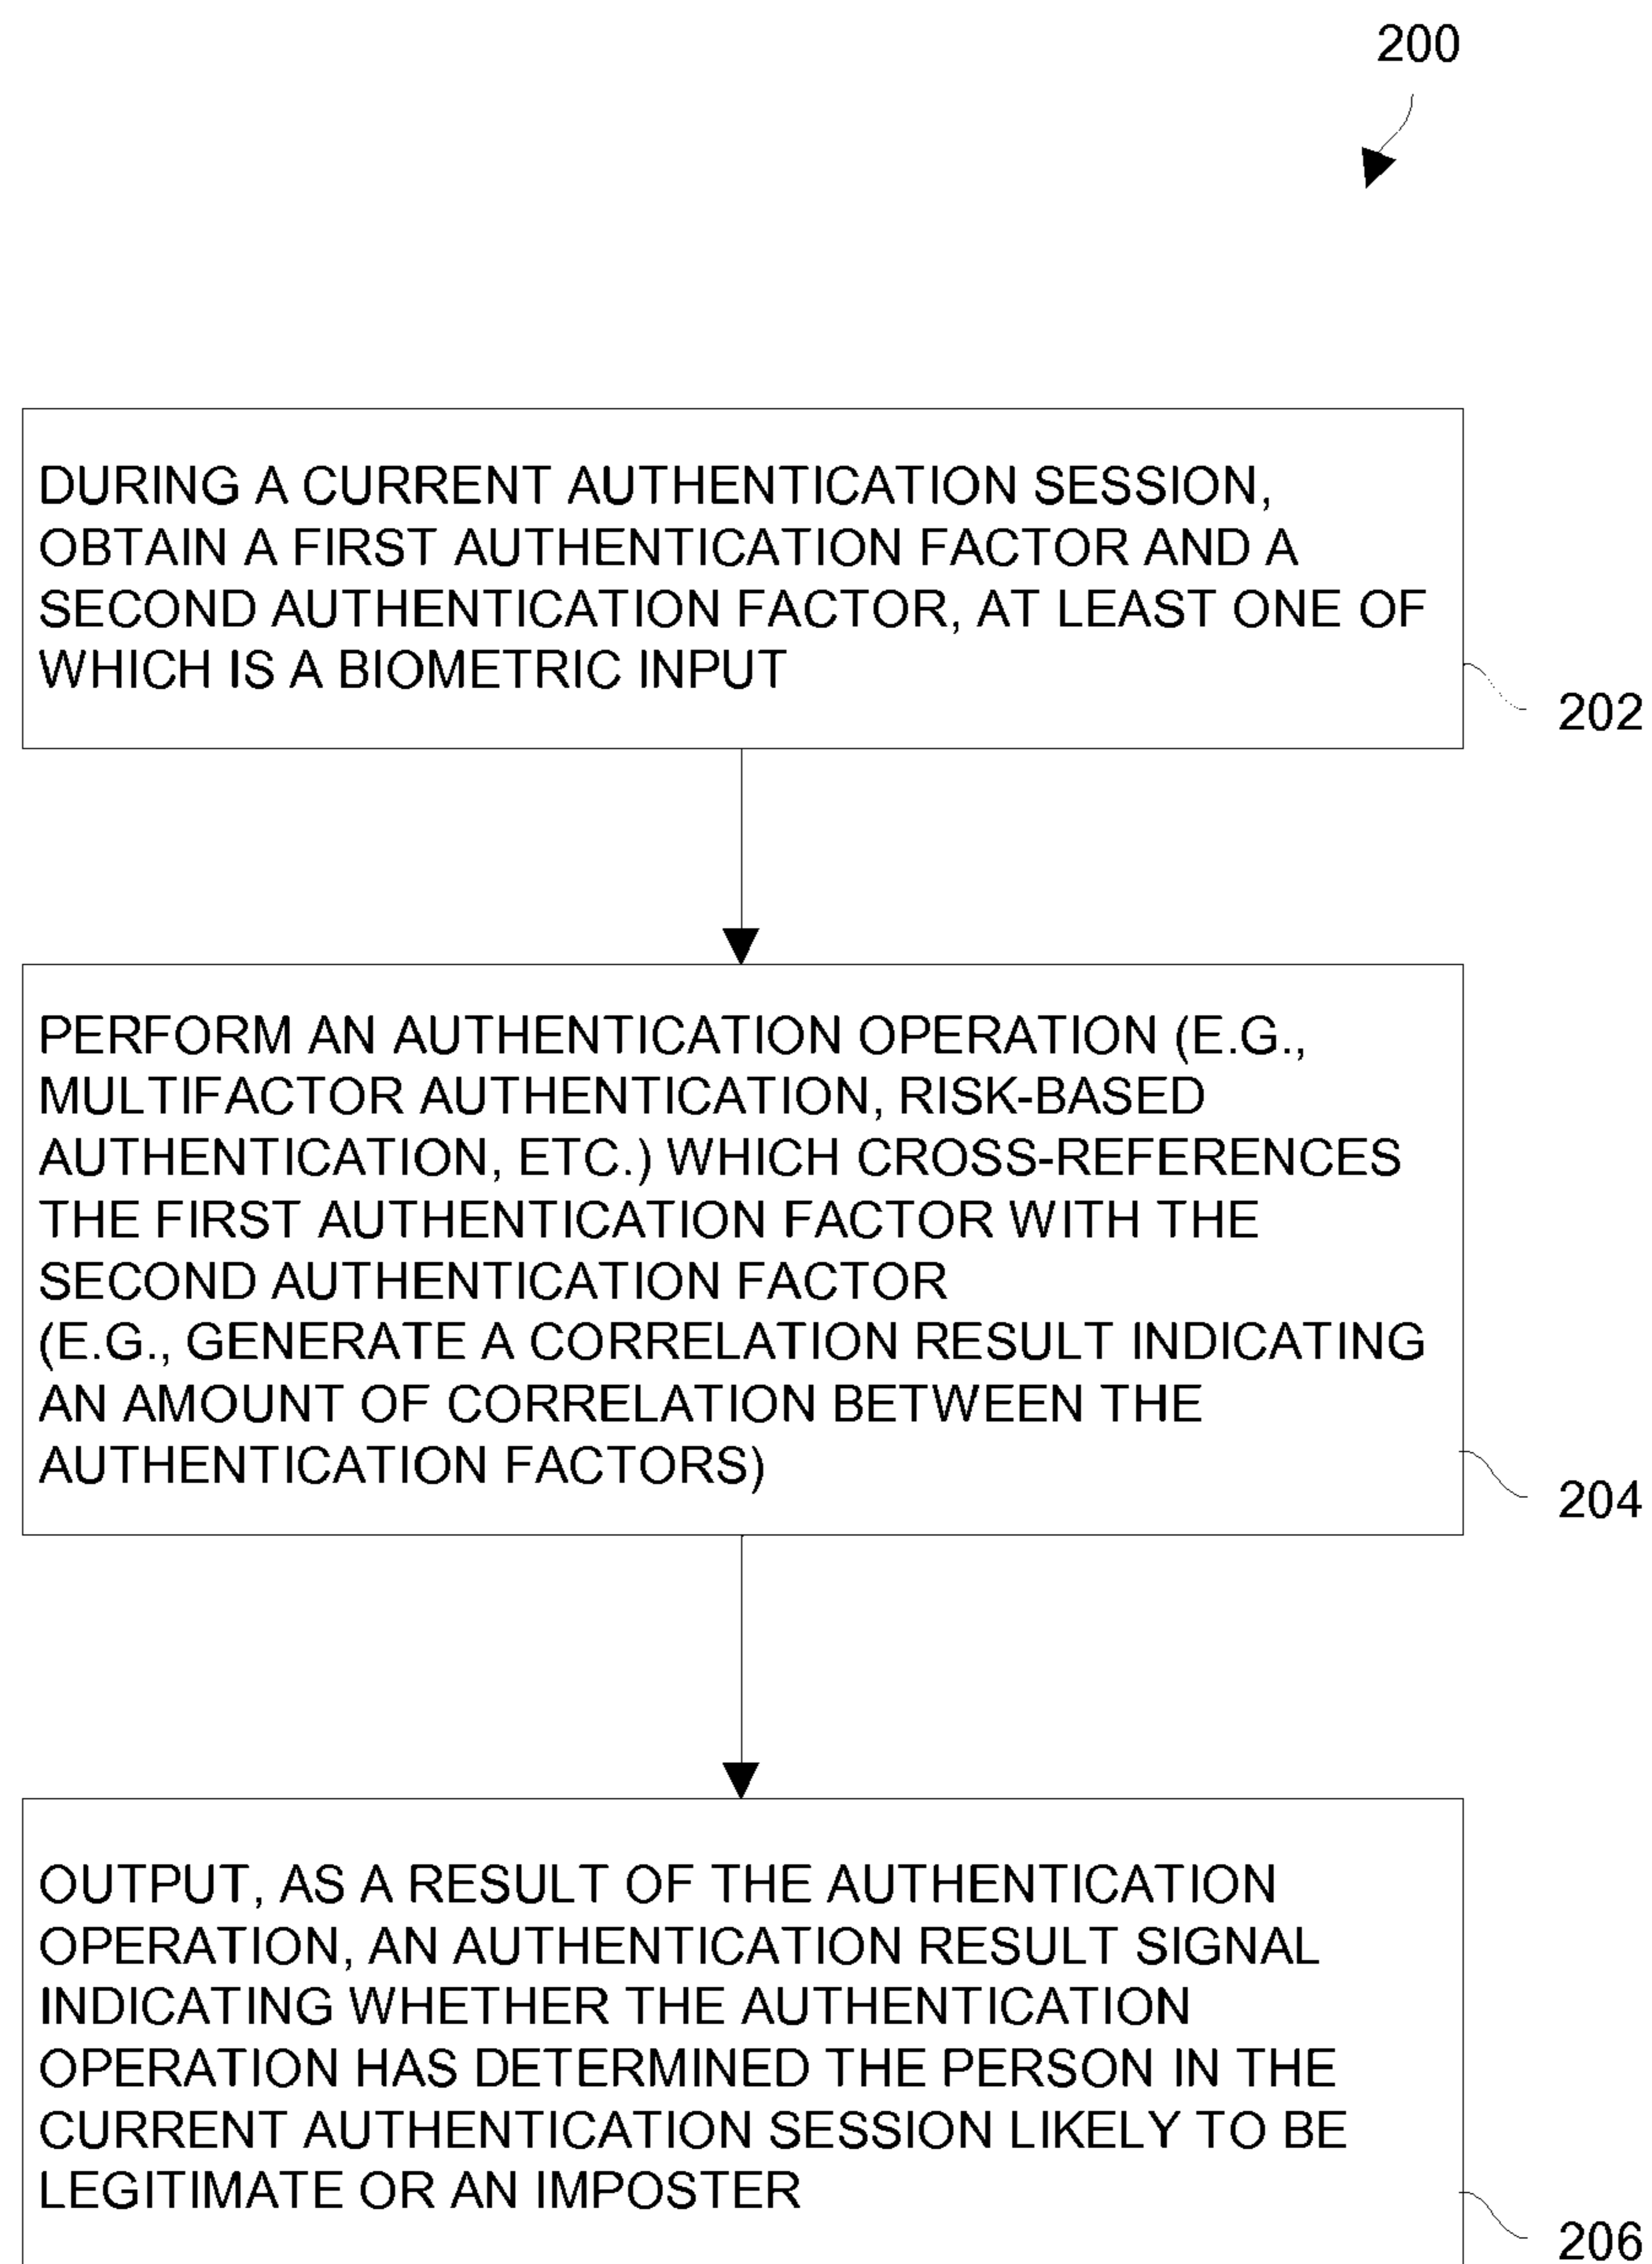 200
DURING A CURRENT AUTHENTICATION SESSION,
OBTAIN A FIRST AUTHENTICATION FACTOR AND A
SECOND AUTHENTICATION FACTOR, AT LEAST ONE OF
WHICH IS A BIOMETRIC INPUT
202
PERFORM AN AUTHENTICATION OPERATION (E.G.,
MULTIFACTOR AUTHENTICATION, RISK-BASED
AUTHENTICATION, ETC.) WHICH CROSS-REFERENCES
THE FIRST AUTHENTICATION FACTOR WITH THE
SECOND AUTHENTICATION FACTOR
(E.G., GENERATE A CORRELATION RESULT INDICATING
AN AMOUNT OF CORRELATION BETWEEN THE
AUTHENTICATION FACTORS)
204
OUTPUT, AS A RESULT OF THE AUTHENTICATION
OPERATION, AN AUTHENTICATION RESULT SIGNAL
INDICATING WHETHER THE AUTHENTICATION
OPERATION HAS DETERMINED THE PERSON IN THE
CURRENT AUTHENTICATION SESSION LIKELY TO BE
LEGITIMATE OR AN IMPOSTER
206